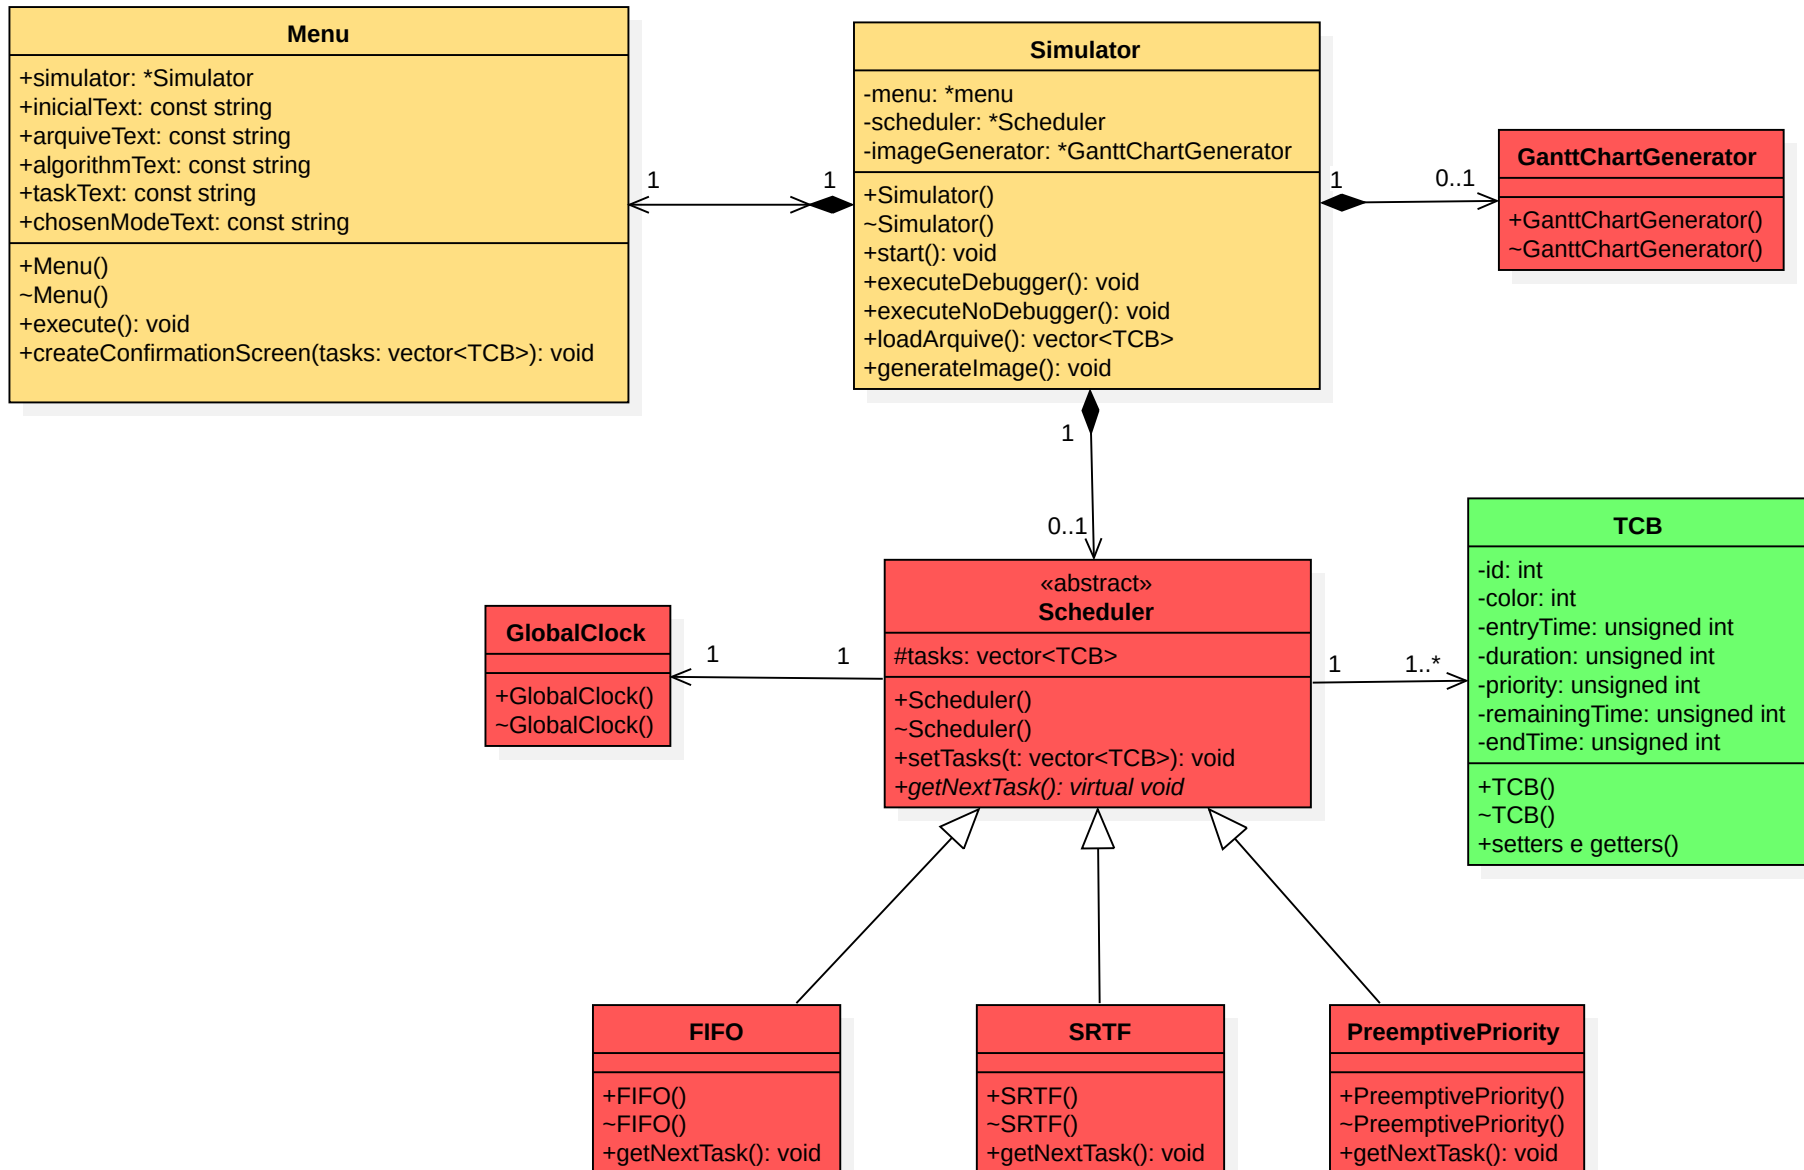 Menu
+simulator: *Simulator
+inicialText: const string
+arquiveText: const string
+algorithmText: const string
+taskText: const string
+chosenModeText: const string
+Menu()
~Menu()
+execute(): void
+createConfirmationScreen(tasks: vector<TCB>): void
1
1
Simulator
-menu: *menu
-scheduler: *Scheduler
-imageGenerator: *GanttChartGenerator
+Simulator()
~Simulator()
+start(): void
+executeDebugger(): void
+executeNoDebugger(): void
+loadArquive(): vector<TCB>
+generateImage(): void
1
0..1
GanttChartGenerator
+GanttChartGenerator()
~GanttChartGenerator()
1
0..1
GlobalClock
+GlobalClock()
~GlobalClock()
1
1
«abstract»
Scheduler
#tasks: vector<TCB>
+Scheduler()
~Scheduler()
+setTasks(t: vector<TCB>): void
+getNextTask(): virtual void
1
1..*
TCB
-id: int
-color: int
-entryTime: unsigned int
-duration: unsigned int
-priority: unsigned int
-remainingTime: unsigned int
-endTime: unsigned int
+TCB()
~TCB()
+setters e getters()
FIFO
+FIFO()
~FIFO()
+getNextTask(): void
SRTF
+SRTF()
~SRTF()
+getNextTask(): void
PreemptivePriority
+PreemptivePriority()
~PreemptivePriority()
+getNextTask(): void